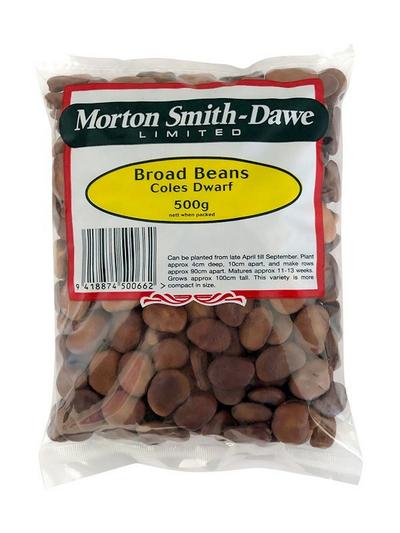 Morton Smith-Dawe
LIMITED
Broad Beans
Coles Dwarf
500g
nett when packed
Can be planted from late April till September. Plant
approx 4cm deep, 10cm apart, and make rows
approx 90cm apart. Matures approx 11-13 weeks.
Grows approx 100cm tall. This variety is more
compact in size.
9 418874 500662 >